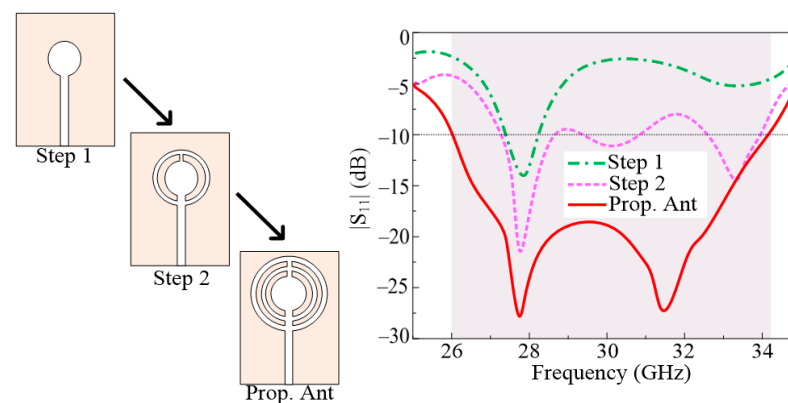 Step 1
Step 2
Prop. Ant
|S₁₁| (dB)
0
−5
−10
−15
−20
−25
−30
Step 1
Step 2
Prop. Ant
26 28 30 32 34
Frequency (GHz)